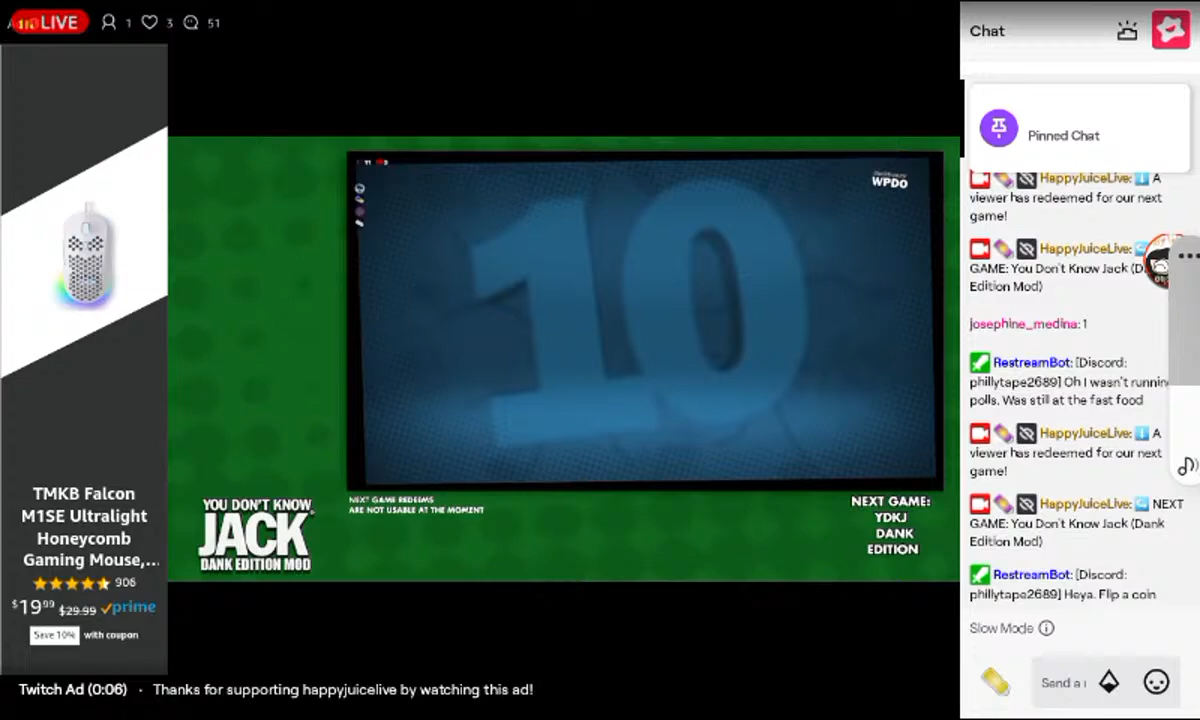 LIVE 1 3 51
TMKB Falcon
M1SE Ultralight
Honeycomb
Gaming Mouse,...
906
$19⁹⁹ $29.99 prime
Save 10% with coupon
10
WPDO
YOU DON'T KNOW
JACK
DANK EDITION MOD
NEXT GAME REDEEMS
ARE NOT USABLE AT THE MOMENT
NEXT GAME:
YDKJ
DANK
EDITION
Twitch Ad (0:06) · Thanks for supporting happyjuicelive by watching this ad!
Chat
Pinned Chat
HappyJuiceLive: A
viewer has redeemed for our next
game!
HappyJuiceLive:
GAME: You Don't Know Jack (D
Edition Mod)
josephine_medina: 1
RestreamBot: [Discord:
phillytape2689] Oh I wasn't runnin
polls. Was still at the fast food
HappyJuiceLive: A
viewer has redeemed for our next
game!
HappyJuiceLive: NEXT
GAME: You Don't Know Jack (Dank
Edition Mod)
RestreamBot: [Discord:
phillytape2689] Heya. Flip a coin
Slow Mode
Send a